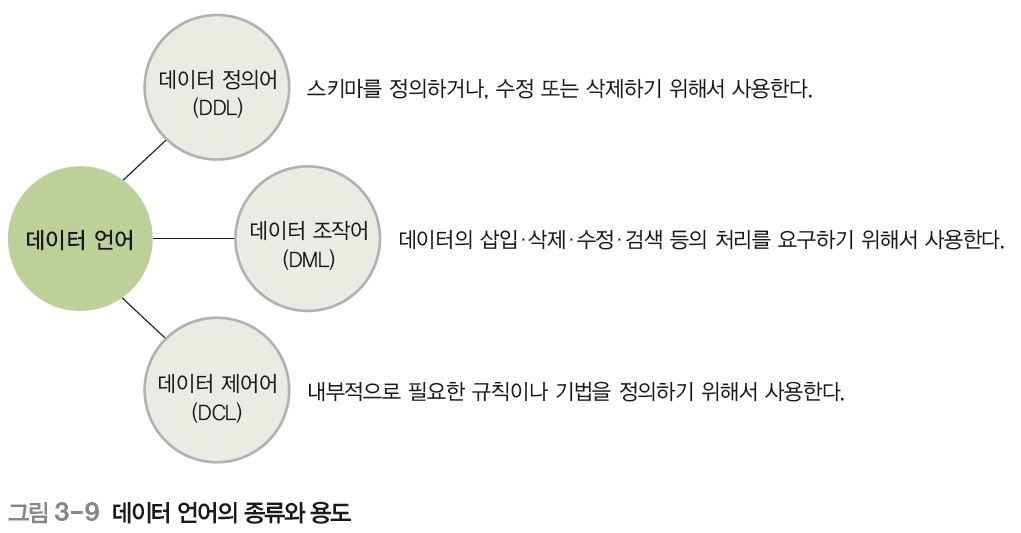 데이터 정의어
(DDL)
스키마를 정의하거나, 수정 또는 삭제하기 위해서 사용한다.
데이터 언어
데이터 조작어
(DML)
데이터의 삽입·삭제·수정·검색 등의 처리를 요구하기 위해서 사용한다.
데이터 제어어
(DCL)
내부적으로 필요한 규칙이나 기법을 정의하기 위해서 사용한다.
그림 3-9 데이터 언어의 종류와 용도